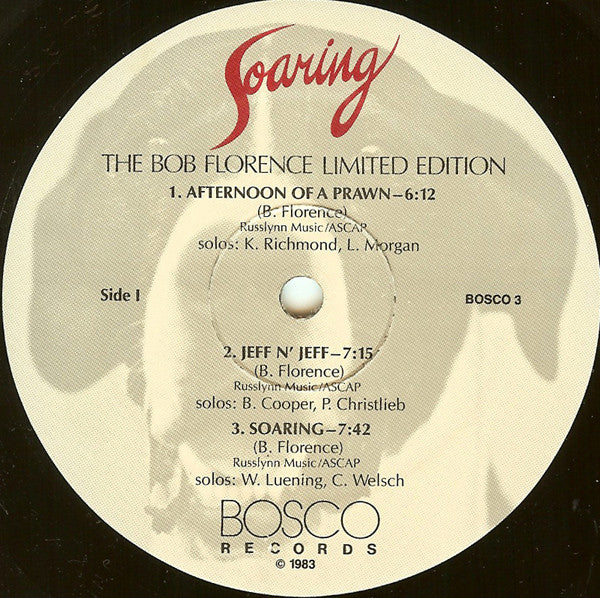 Soaring
THE BOB FLORENCE LIMITED EDITION
1. AFTERNOON OF A PRAWN–6:12
(B. Florence)
Russlynn Music/ASCAP
solos: K. Richmond, L. Morgan
Side I
BOSCO 3
2. JEFF N' JEFF–7:15
(B. Florence)
Russlynn Music/ASCAP
solos: B. Cooper, P. Christlieb
3. SOARING–7:42
(B. Florence)
Russlynn Music/ASCAP
solos: W. Luening, C. Welsch
BOSCO
RECORDS
© 1983